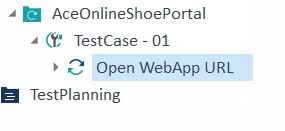 AceOnlineShoePortal
TestCase - 01
Open WebApp URL
TestPlanning